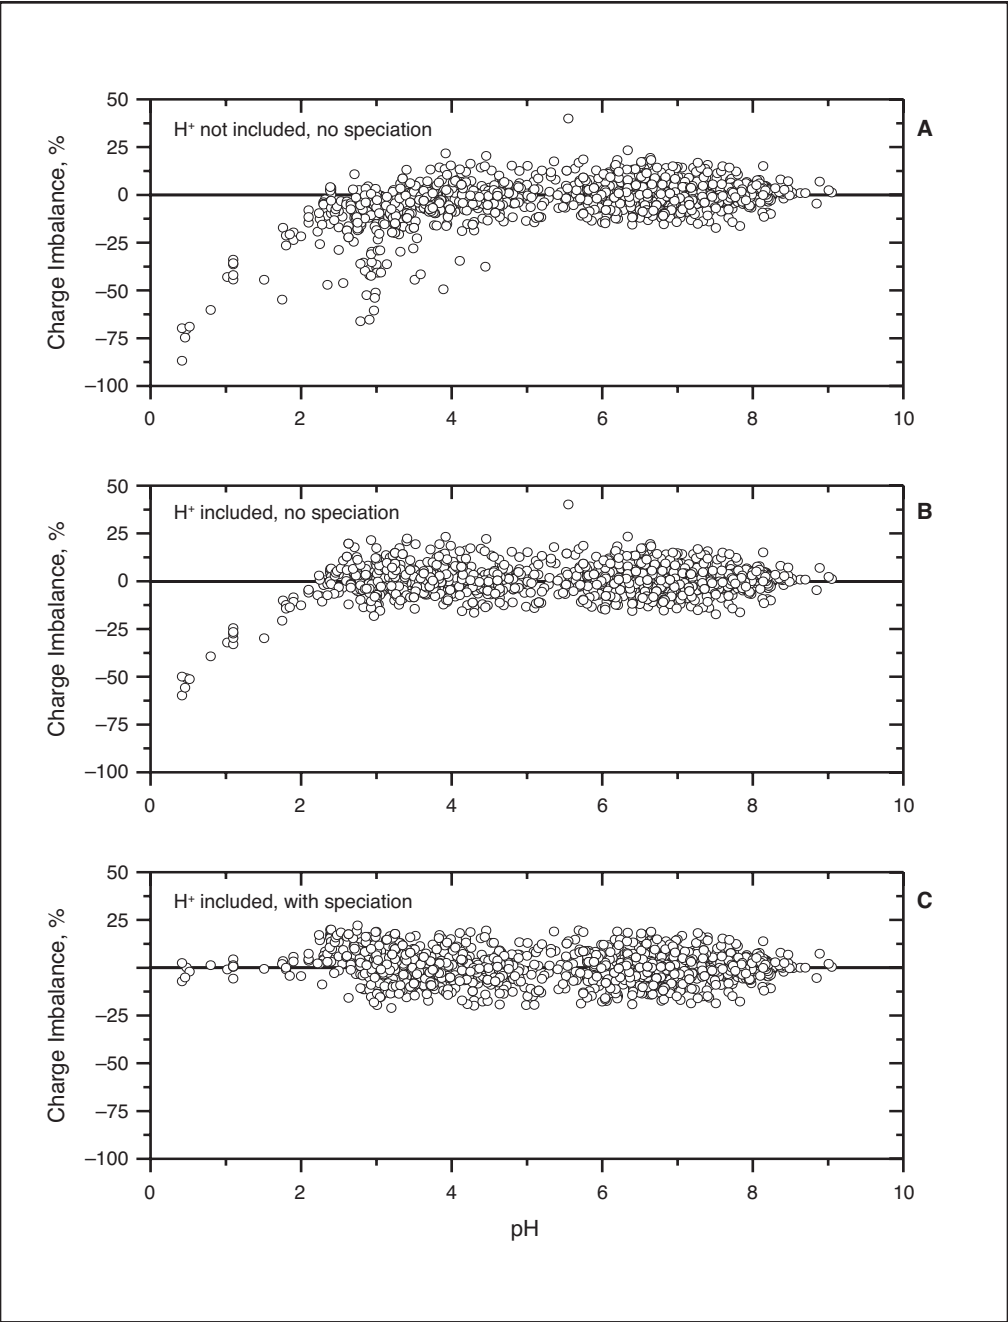 50
25
0
−25
−50
−75
−100
Charge Imbalance, %
H⁺ not included, no speciation
A
0 2 4 6 8 10
50
25
0
−25
−50
−75
−100
Charge Imbalance, %
H⁺ included, no speciation
B
0 2 4 6 8 10
50
25
0
−25
−50
−75
−100
Charge Imbalance, %
H⁺ included, with speciation
C
0 2 4 6 8 10
pH